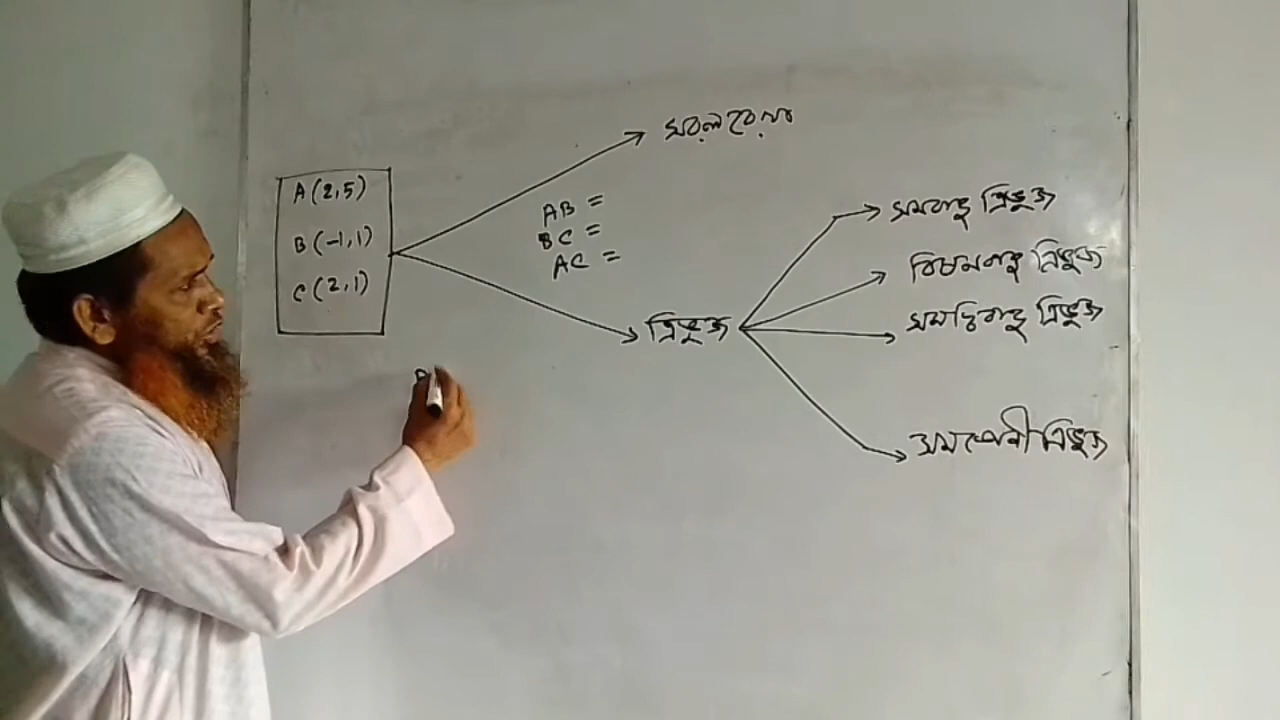 A(2,5)
B(-1,1)
C(2,1)
সরলরেখা
AB =
BC =
AC =
ত্রিভুজ
সমবাহু ত্রিভুজ
বিষমবাহু ত্রিভুজ
সমদ্বিবাহু ত্রিভুজ
সমকোনী ত্রিভুজ